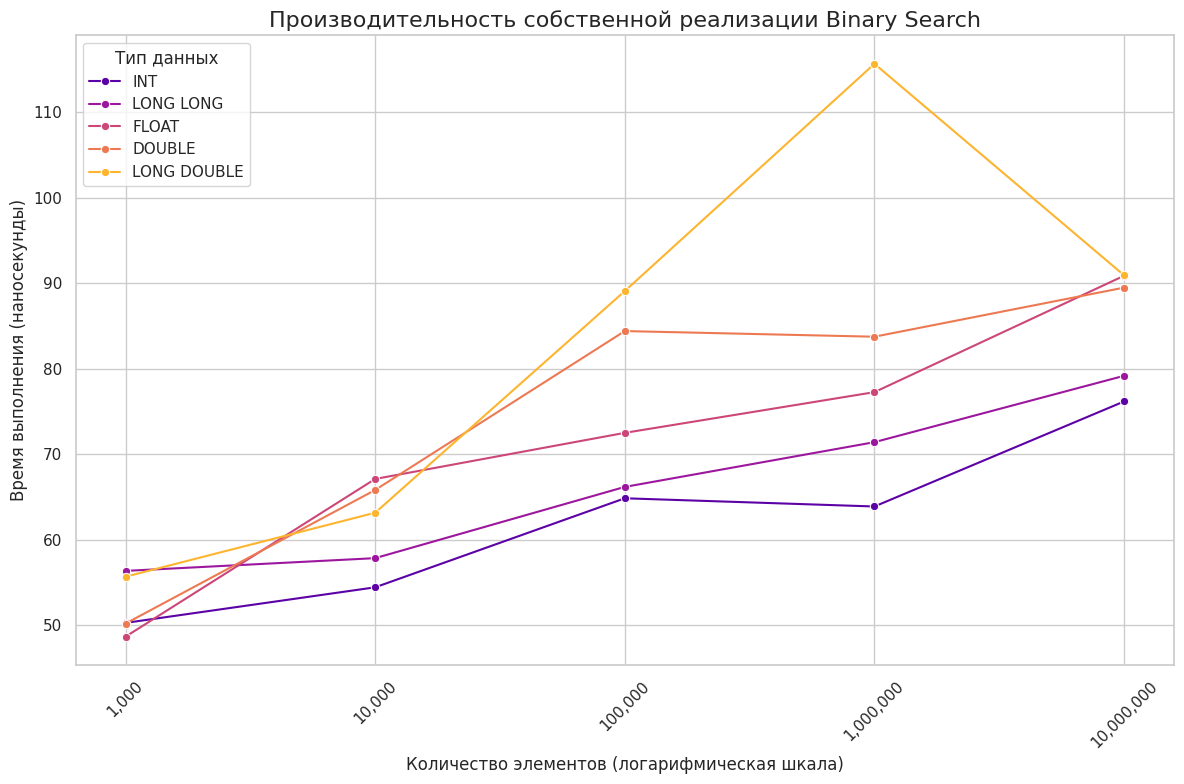 Производительность собственной реализации Binary Search
Тип данных
INT
LONG LONG
FLOAT
DOUBLE
LONG DOUBLE
Время выполнения (наносекунды)
110
100
90
80
70
60
50
1,000
10,000
100,000
1,000,000
10,000,000
Количество элементов (логарифмическая шкала)